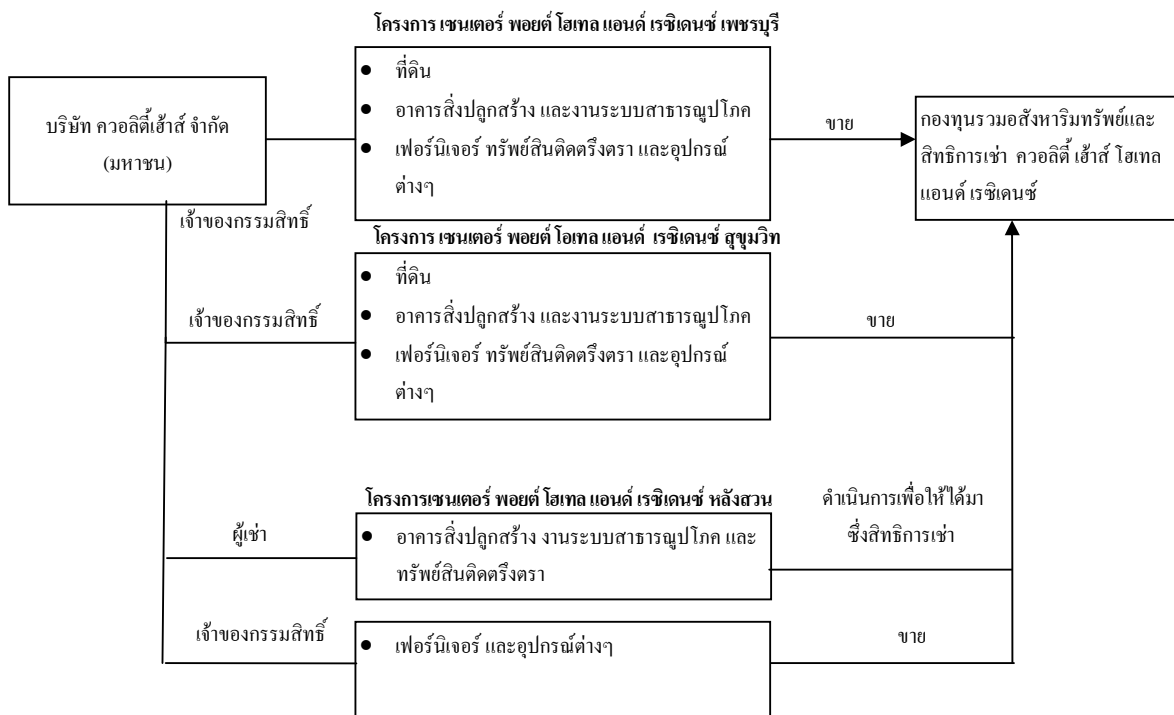 โครงการ เซนเตอร์ พอยต์ โฮเทล แอนด์ เรซิเดนซ์ เพชรบุรี
บริษัท ควอลิตี้เฮ้าส์ จำกัด
(มหาชน)
● ที่ดิน
● อาคารสิ่งปลูกสร้าง และงานระบบสาธารณูปโภค
● เฟอร์นิเจอร์ ทรัพย์สินติดตรึงตรา และอุปกรณ์
ต่างๆ
ขาย
กองทุนรวมอสังหาริมทรัพย์และ
สิทธิการเช่า ควอลิตี้ เฮ้าส์ โฮเทล
แอนด์ เรซิเดนซ์
เจ้าของกรรมสิทธิ์
โครงการ เซนเตอร์ พอยต์ โอเทล แอนด์ เรซิเดนซ์ สุขุมวิท
เจ้าของกรรมสิทธิ์
● ที่ดิน
● อาคารสิ่งปลูกสร้าง และงานระบบสาธารณูปโภค
● เฟอร์นิเจอร์ ทรัพย์สินติดตรึงตรา และอุปกรณ์
ต่างๆ
ขาย
โครงการเซนเตอร์ พอยต์ โฮเทล แอนด์ เรซิเดนซ์ หลังสวน
ผู้เช่า
● อาคารสิ่งปลูกสร้าง งานระบบสาธารณูปโภค และ
ทรัพย์สินติดตรึงตรา
ดำเนินการเพื่อให้ได้มา
ซึ่งสิทธิการเช่า
เจ้าของกรรมสิทธิ์
● เฟอร์นิเจอร์ และอุปกรณ์ต่างๆ
ขาย